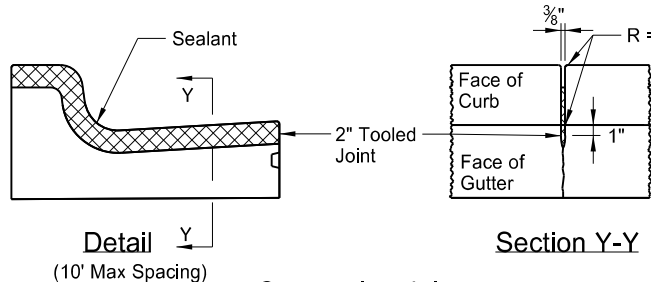 Sealant
Y
3/8"
R =
Face of
Curb
2" Tooled
Joint
1"
Face of
Gutter
Y
Detail
(10' Max Spacing)
Section Y-Y